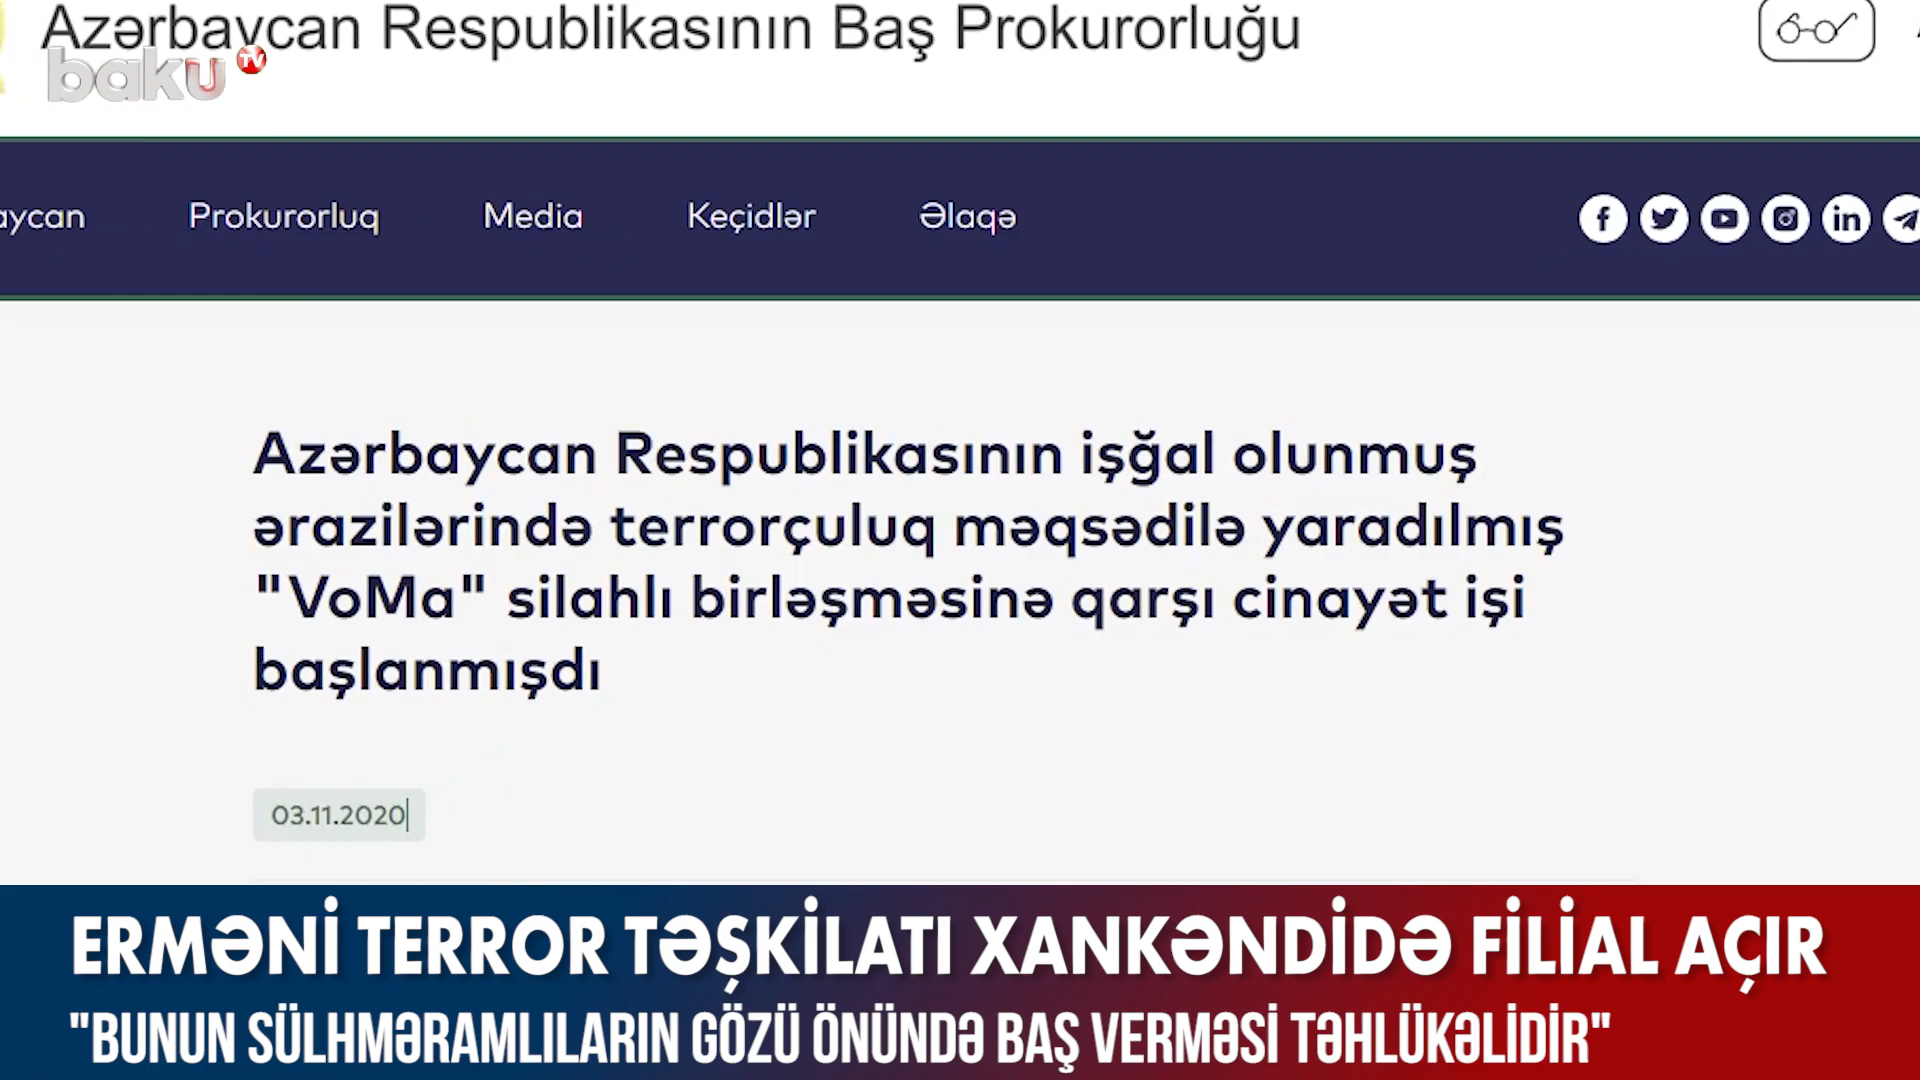 Azərbaycan Respublikasının Baş Prokurorluğu
baku TV
aycan Prokurorluq Media Keçidlər Əlaqə
Azərbaycan Respublikasının işğal olunmuş
ərazilərində terrorçuluq məqsədilə yaradılmış
"VoMa" silahlı birləşməsinə qarşı cinayət işi
başlanmışdı
03.11.2020
ERMƏNİ TERROR TƏŞKİLATI XANKƏNDİDƏ FİLİAL AÇIR
"BUNUN SÜLHMƏRAMLILARIN GÖZÜ ÖNÜNDƏ BAŞ VERMƏSİ TƏHLÜKƏLİDİR"